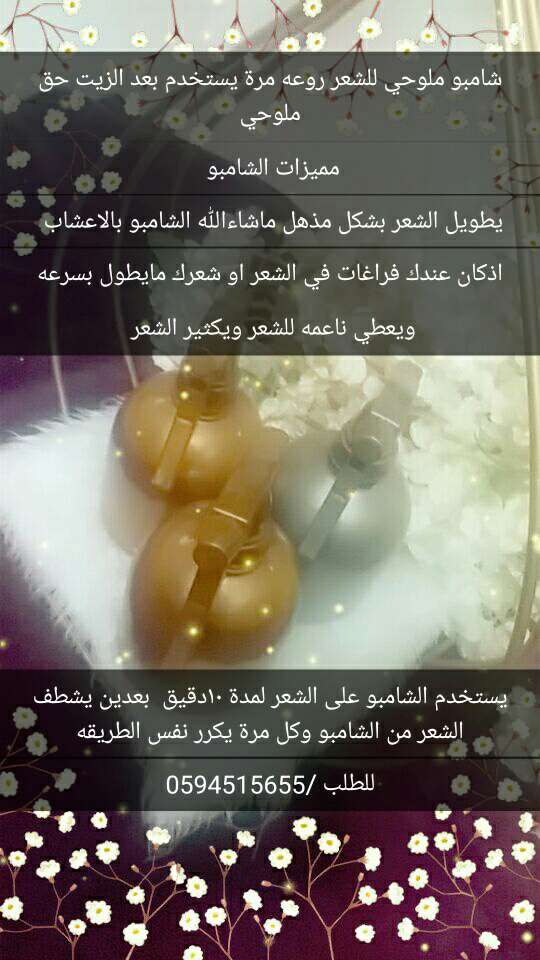 شامبو ملوحي للشعر روعه مرة يستخدم بعد الزيت حق
ملوحي
مميزات الشامبو
يطويل الشعر بشكل مذهل ماشاءالله الشامبو بالاعشاب
اذكان عندك فراغات في الشعر او شعرك مايطول بسرعه
ويعطي ناعمه للشعر ويكثير الشعر
يستخدم الشامبو على الشعر لمدة ١٠دقيق بعدين يشطف
الشعر من الشامبو وكل مرة يكرر نفس الطريقه
للطلب /0594515655